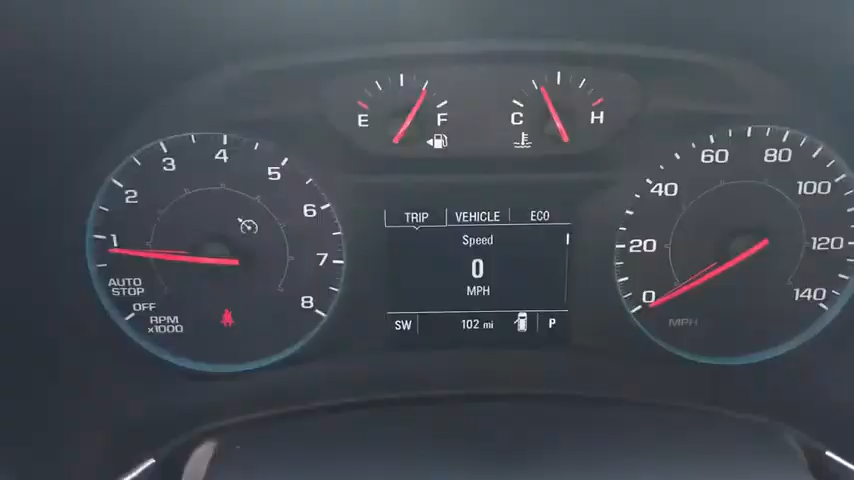 E F
C H
1 2 3 4 5 6 7 8
AUTO
STOP
OFF
RPM
x1000
TRIP VEHICLE ECO
Speed
0
MPH
SW 102 mi P
0 20 40 60 80 100 120 140
MPH